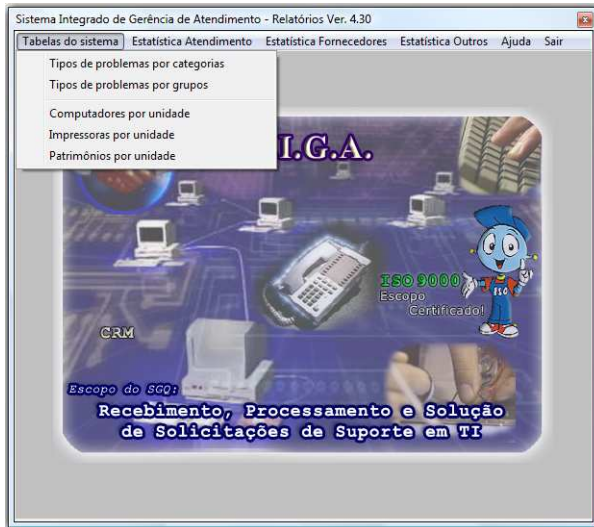 Sistema Integrado de Gerência de Atendimento - Relatórios Ver. 4.30
Tabelas do sistema Estatística Atendimento Estatística Fornecedores Estatística Outros Ajuda Sair
Tipos de problemas por categorias
Tipos de problemas por grupos
Computadores por unidade
Impressoras por unidade
Patrimônios por unidade
I.G.A.
ISO 9000
Escopo
Certificado!
ISO
CRM
Escopo do SGQ:
Recebimento, Processamento e Solução
de Solicitações de Suporte em TI